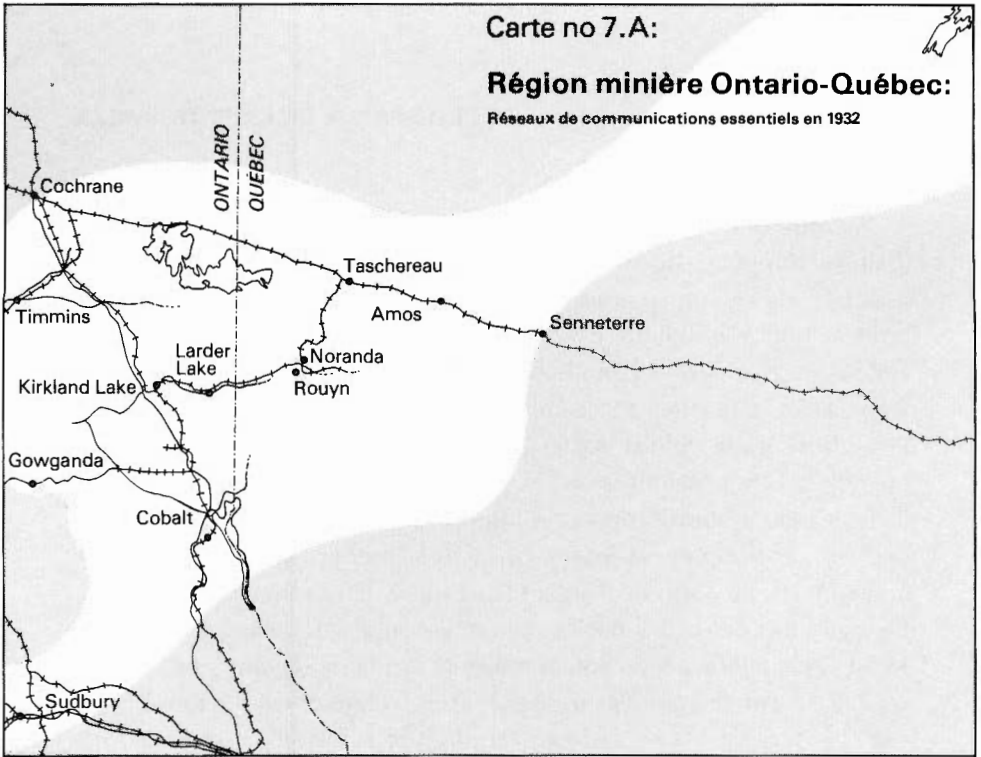 Carte no 7.A:
Région minière Ontario-Québec:
Réseaux de communications essentiels en 1932
ONTARIO
QUÉBEC
Cochrane
Taschereau
Timmins
Amos
Senneterre
Larder
Lake
Noranda
Kirkland Lake
Rouyn
Gowganda
Cobalt
Sudbury